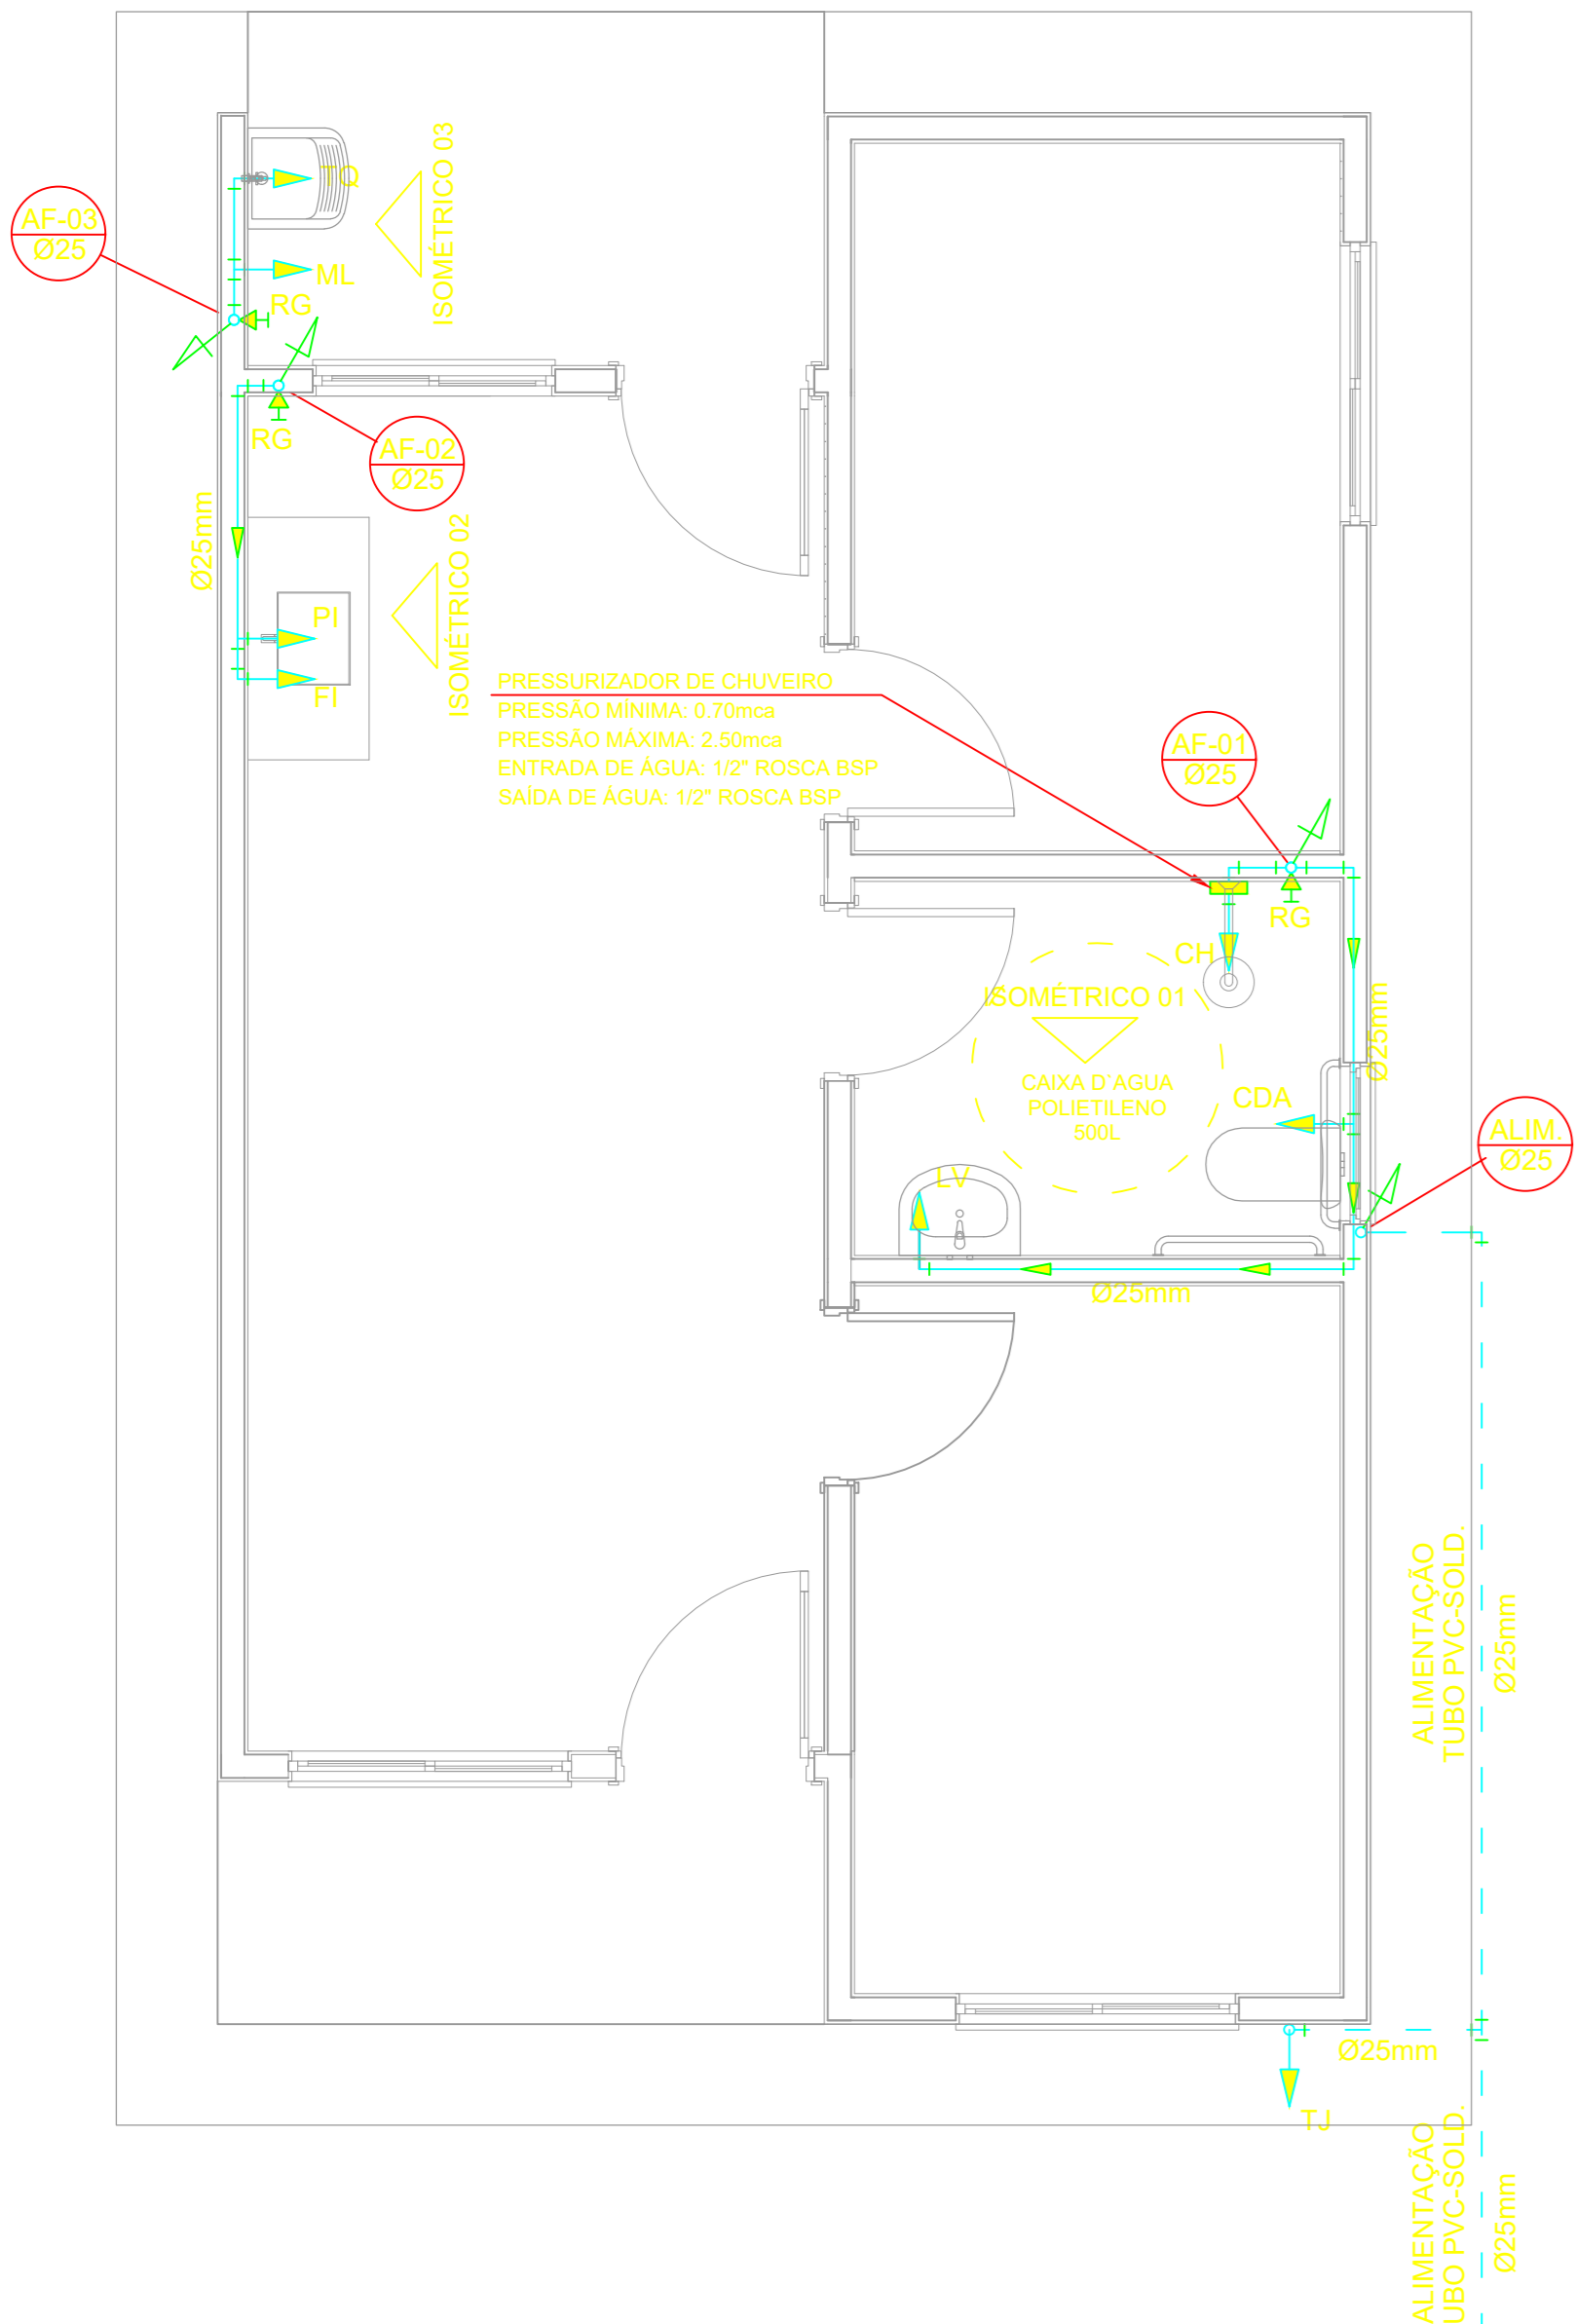 ISOMÉTRICO 03
TQ
AF-03
Ø25
ML
RG
RG
AF-02
Ø25
Ø25mm
ISOMÉTRICO 02
PI
FI
PRESSURIZADOR DE CHUVEIRO
PRESSÃO MÍNIMA: 0.70mca
PRESSÃO MÁXIMA: 2.50mca
ENTRADA DE ÁGUA: 1/2" ROSCA BSP
SAÍDA DE ÁGUA: 1/2" ROSCA BSP
AF-01
Ø25
RG
CH
ISOMÉTRICO 01
Ø25mm
CAIXA D`AGUA
POLIETILENO
500L
CDA
ALIM.
Ø25
LV
Ø25mm
ALIMENTAÇÃO
TUBO PVC-SOLD.
Ø25mm
Ø25mm
TJ
ALIMENTAÇÃO
UBO PVC-SOLD.
Ø25mm